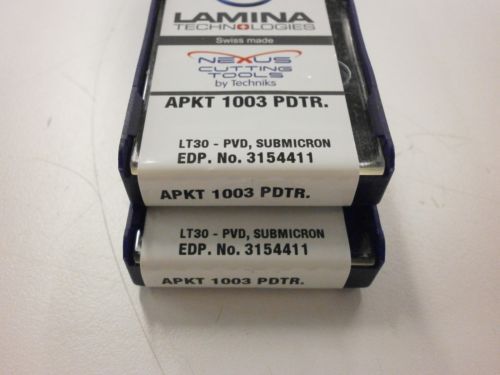 LAMINA
TECHNOLOGIES
Swiss made
NEXUS
CUTTING
TOOLS
by Techniks
APKT 1003 PDTR.
LT30 - PVD, SUBMICRON
EDP. No. 3154411
APKT 1003 PDTR.
LT30 - PVD, SUBMICRON
EDP. No. 3154411
APKT 1003 PDTR.